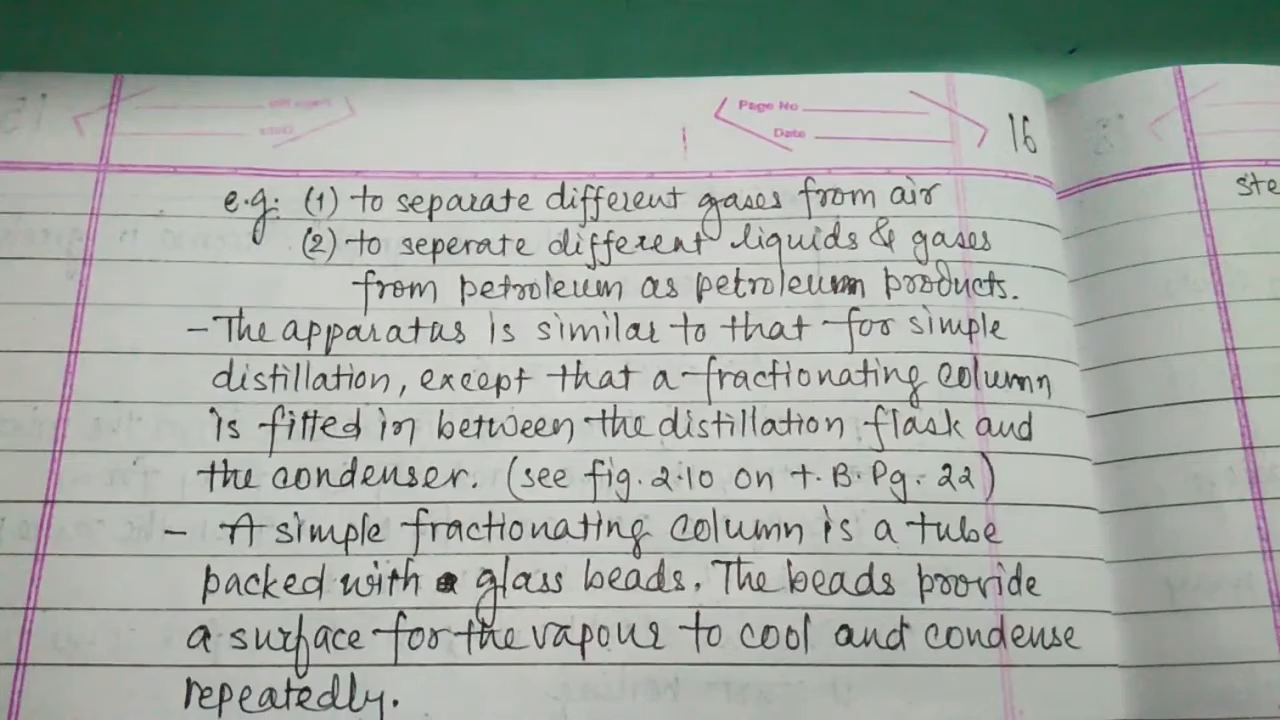 Page No
Date
16
e.g: (1) to separate different gases from air
(2) to seperate different liquids & gases
from petroleum as petroleum products.
- The apparatus is similar to that for simple
distillation, except that a fractionating column
is fitted in between the distillation flask and
the condenser. (see fig. 2.10 on t. B. Pg. 22)
- A simple fractionating column is a tube
packed with glass beads. The beads provide
a surface for the vapour to cool and condense
repeatedly.
ste